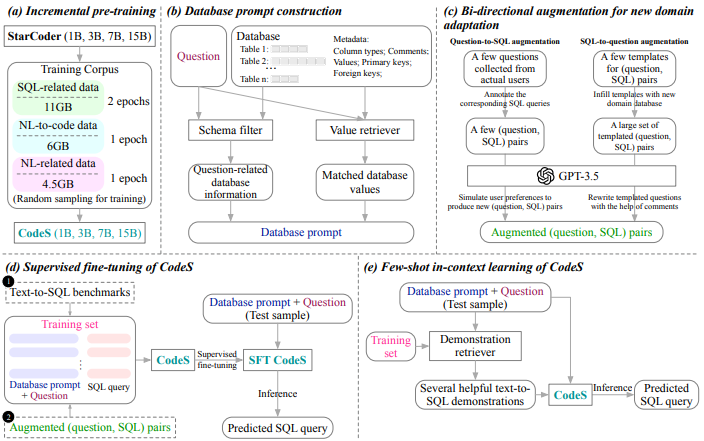 (a) Incremental pre-training
StarCoder (1B, 3B, 7B, 15B)
Training Corpus
SQL-related data
11GB
2 epochs
NL-to-code data
6GB
1 epoch
NL-related data
4.5GB
1 epoch
(Random sampling for training)
CodeS (1B, 3B, 7B, 15B)
(b) Database prompt construction
Question
Database
Table 1:
Table 2:
...
Table n:
Metadata:
Column types; Comments;
Values; Primary keys;
Foreign keys;
Schema filter
Value retriever
Question-related
database
information
Matched database
values
Database prompt
(c) Bi-directional augmentation for new domain
adaptation
Question-to-SQL augmentation
A few questions
collected from
actual users
Annotate the
corresponding SQL queries
A few (question,
SQL) pairs
SQL-to-question augmentation
A few templates
for (question,
SQL) pairs
Infill templates with new
domain database
A large set of
templated (question,
SQL) pairs
GPT-3.5
Simulate user preferences to
produce new (question, SQL) pairs
Rewrite templated questions
with the help of comments
Augmented (question, SQL) pairs
(d) Supervised fine-tuning of CodeS
1
Text-to-SQL benchmarks
Training set
⋮
Database prompt
+ Question
SQL query
2
Augmented (question, SQL) pairs
CodeS
Supervised
fine-tuning
Database prompt + Question
(Test sample)
SFT CodeS
Inference
Predicted SQL query
(e) Few-shot in-context learning of CodeS
Database prompt + Question
(Test sample)
Training
set
Demonstration
retriever
Several helpful text-to-
SQL demonstrations
CodeS
Inference
Predicted
SQL query